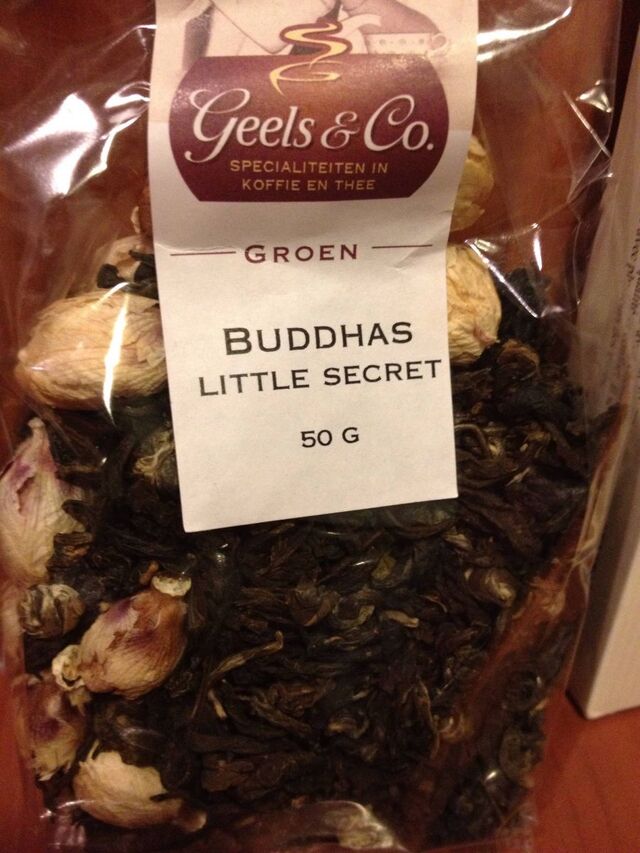 Geels & Co.
SPECIALITEITEN IN
KOFFIE EN THEE
GROEN
BUDDHAS
LITTLE SECRET
50 G